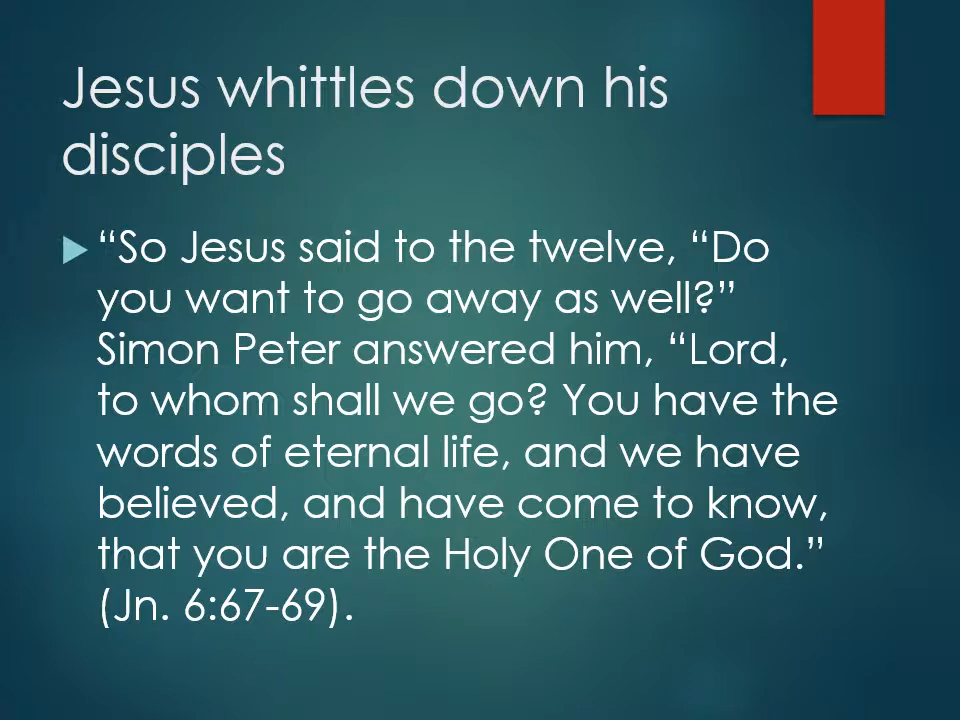 Jesus whittles down his
disciples
“So Jesus said to the twelve, “Do
you want to go away as well?”
Simon Peter answered him, “Lord,
to whom shall we go? You have the
words of eternal life, and we have
believed, and have come to know,
that you are the Holy One of God.”
(Jn. 6:67-69).